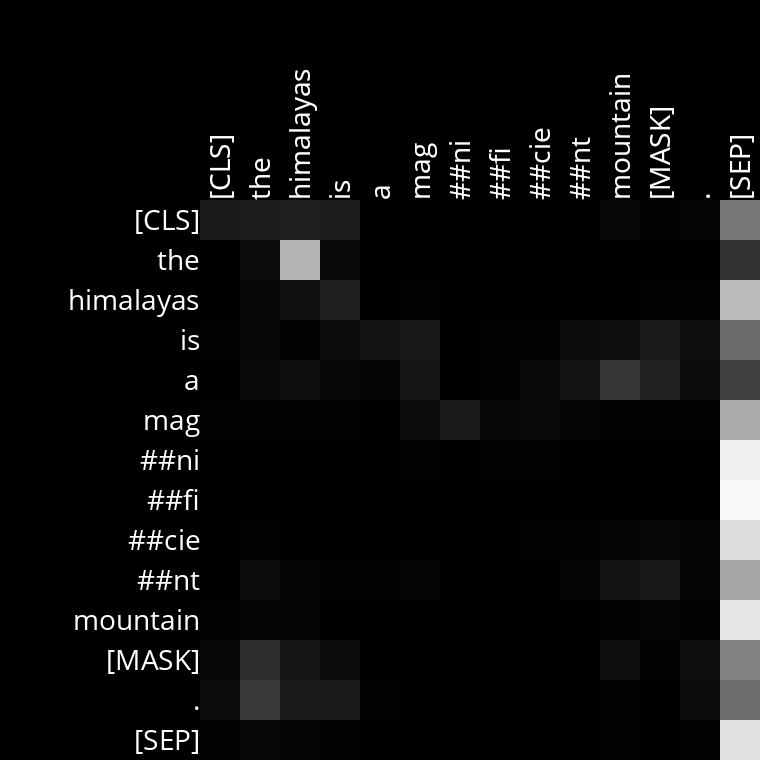 [CLS]
the
himalayas
is
a
mag
##ni
##fi
##cie
##nt
mountain
[MASK]
.
[SEP]
[CLS]
the
himalayas
is
a
mag
##ni
##fi
##cie
##nt
mountain
[MASK]
.
[SEP]